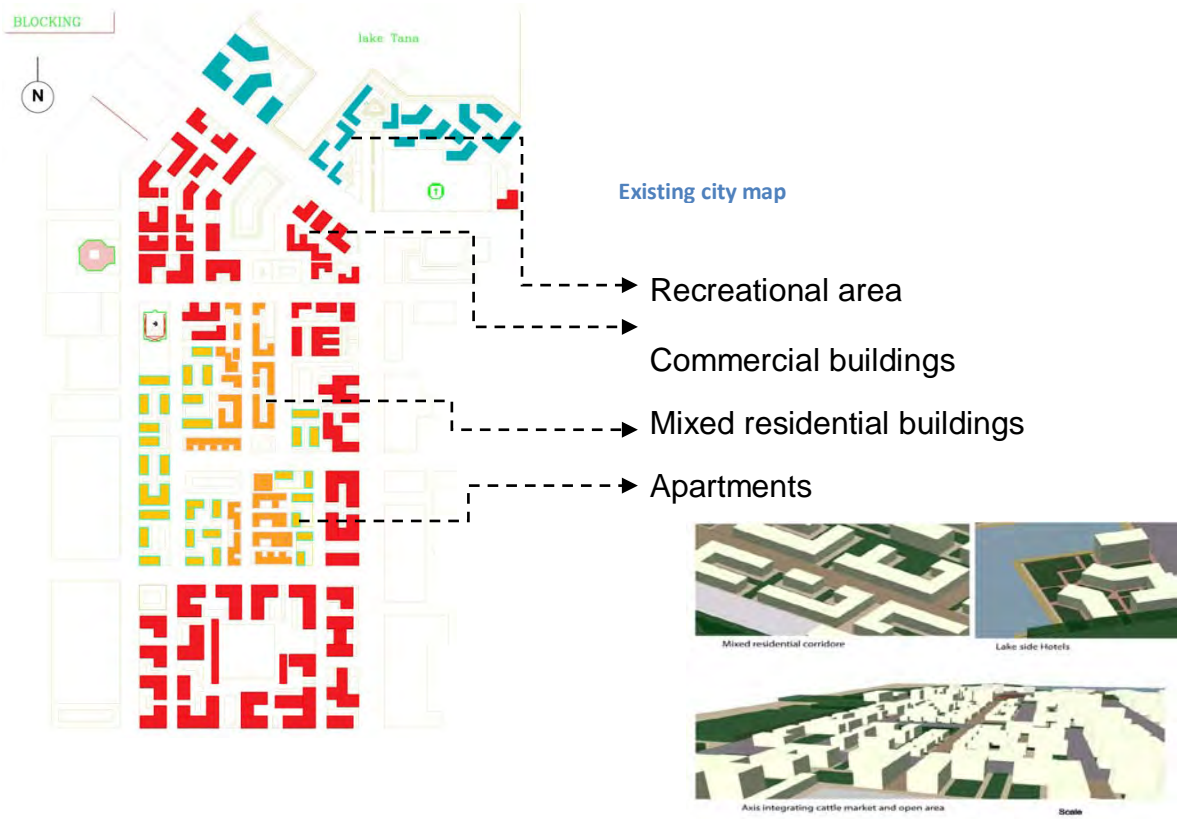 BLOCKING
lake Tana
N
Existing city map
Recreational area
Commercial buildings
Mixed residential buildings
Apartments
Mixed residential corridore
Lake side Hotels
Axis integrating cattle market and open area
Scale